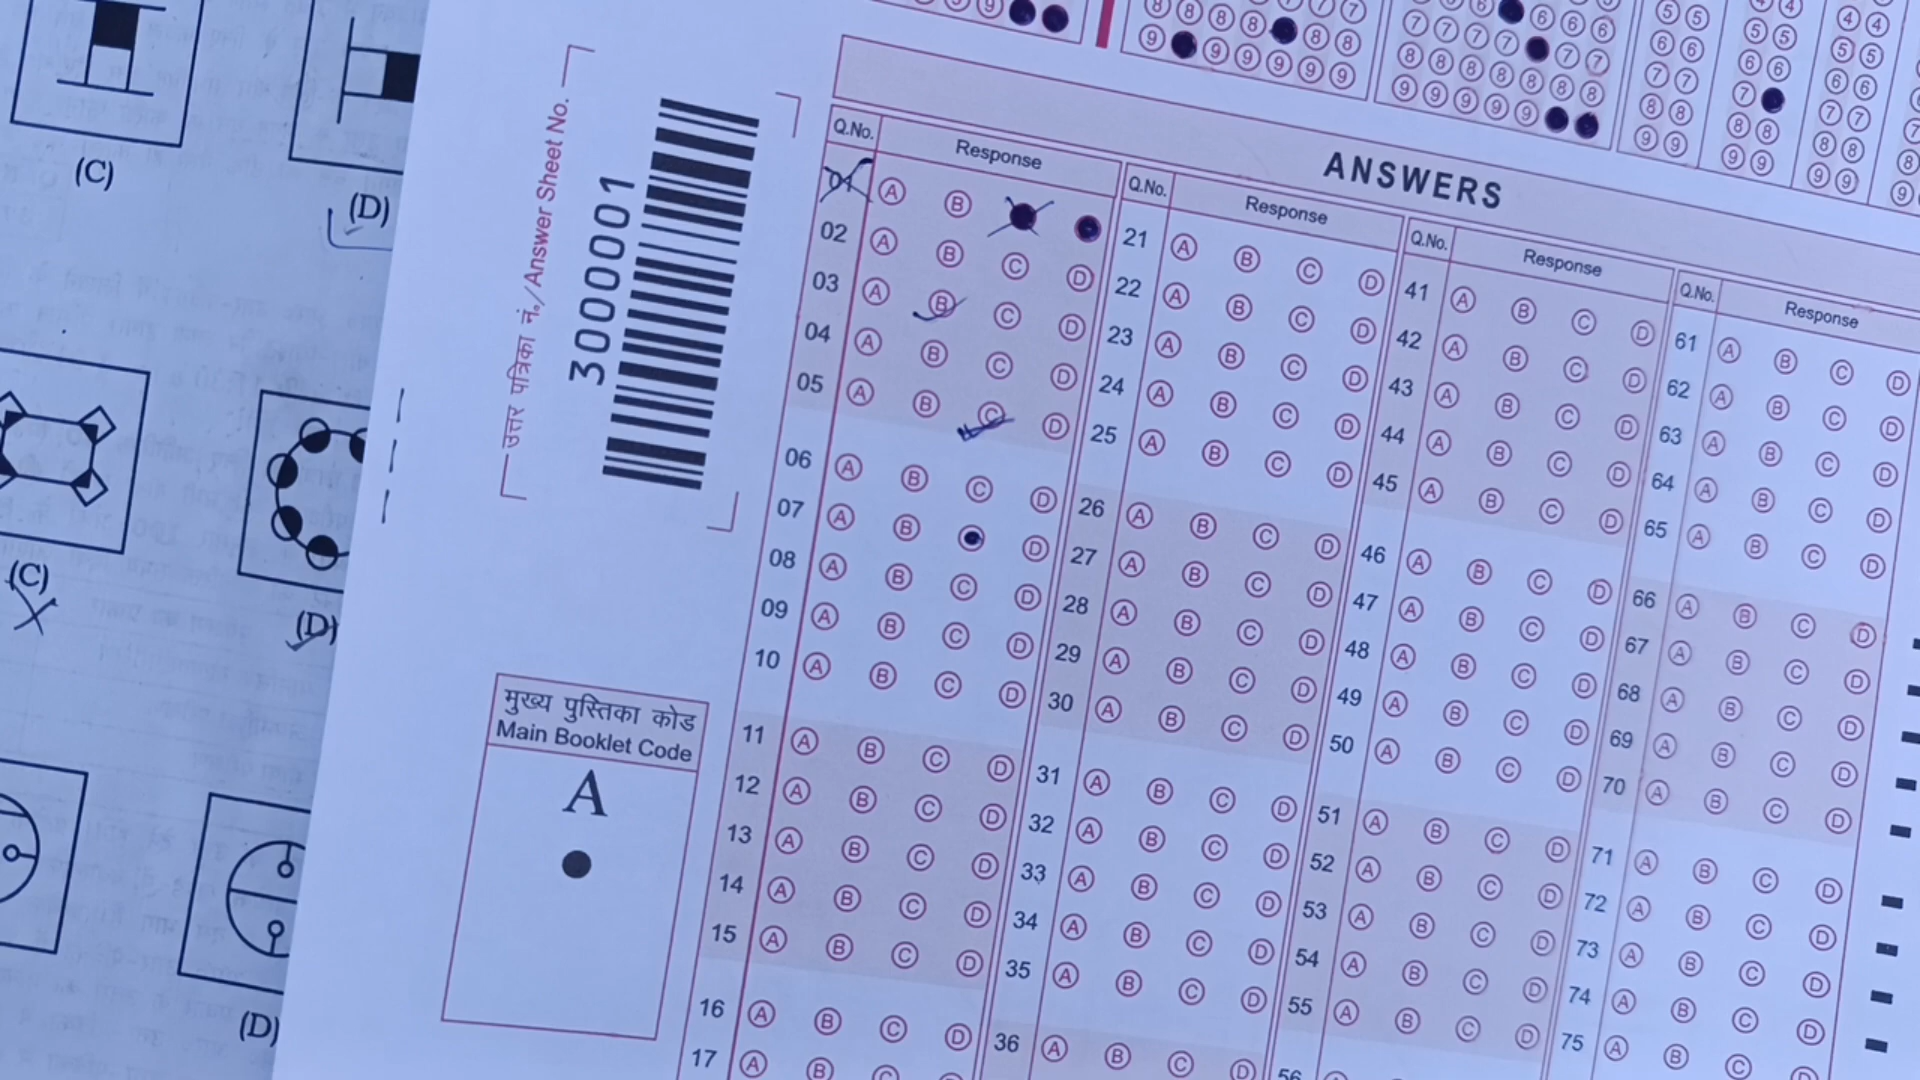 (C)
(D)
(C)
(D)
(D)
उत्तर पत्रिका नं./Answer Sheet No.
3000001
मुख्य पुस्तिका कोड
Main Booklet Code
A
ANSWERS
Q.No. Response
01 A B
02 A B C D
03 A B C D
04 A B C D
05 A B C D
06 A B C D
07 A B D
08 A B C D
09 A B C D
10 A B C D
11 A B C D
12 A B C D
13 A B C D
14 A B C D
15 A B C D
16 A B C D
17 A B C
Q.No. Response
21 A B C D
22 A B C D
23 A B C D
24 A B C D
25 A B C D
26 A B C D
27 A B C D
28 A B C D
29 A B C D
30 A B C D
31 A B C D
32 A B C D
33 A B C D
34 A B C D
35 A B C D
36 A B C D
Q.No. Response
41 A B C D
42 A B C D
43 A B C D
44 A B C D
45 A B C D
46 A B C D
47 A B C D
48 A B C D
49 A B C D
50 A B C D
51 A B C D
52 A B C D
53 A B C D
54 A B C D
55 A B C D
56
Q.No. Response
61 A B C D
62 A B C D
63 A B C D
64 A B C D
65 A B C D
66 A B C D
67 A B C D
68 A B C D
69 A B C D
70 A B C D
71 A B C D
72 A B C D
73 A B C D
74 A B C D
75 A B C D